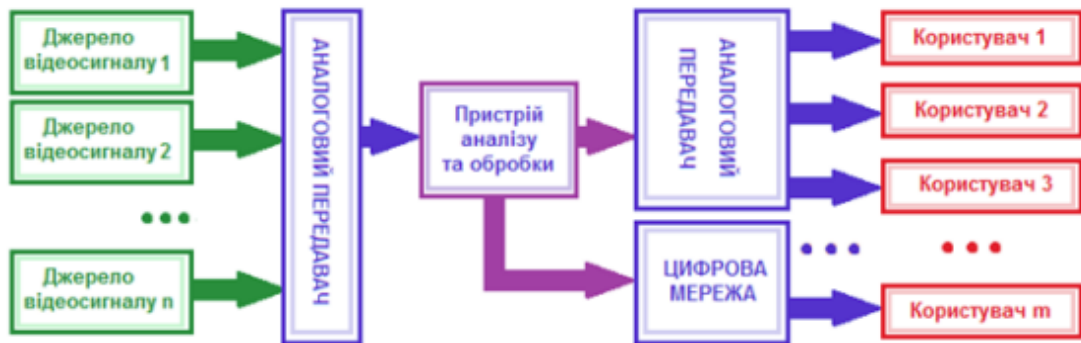 Джерело
відеосигналу 1
Джерело
відеосигналу 2
Джерело
відеосигналу n
АНАЛОГОВИЙ ПЕРЕДАВАЧ
Пристрій
аналізу
та обробки
АНАЛОГОВИЙ
ПЕРЕДАВАЧ
ЦИФРОВА
МЕРЕЖА
Користувач 1
Користувач 2
Користувач 3
Користувач m